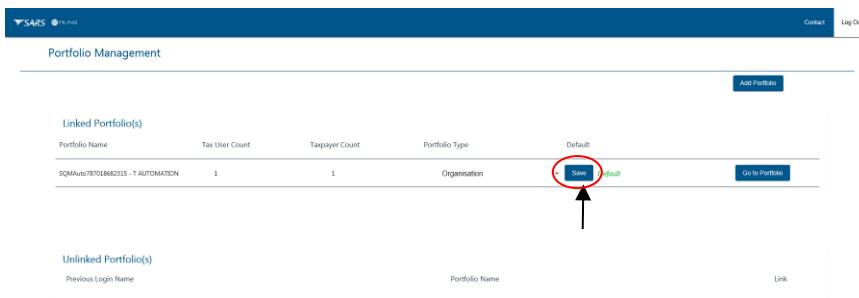 SARS eFILING Contact Log Ou
Portfolio Management
Add Portfolio
Linked Portfolio(s)
Portfolio Name Tax User Count Taxpayer Count Portfolio Type Default
SQMAuto787018682315 - T AUTOMATION 1 1 Organisation Save Default Go to Portfolio
Unlinked Portfolio(s)
Previous Login Name Portfolio Name Link